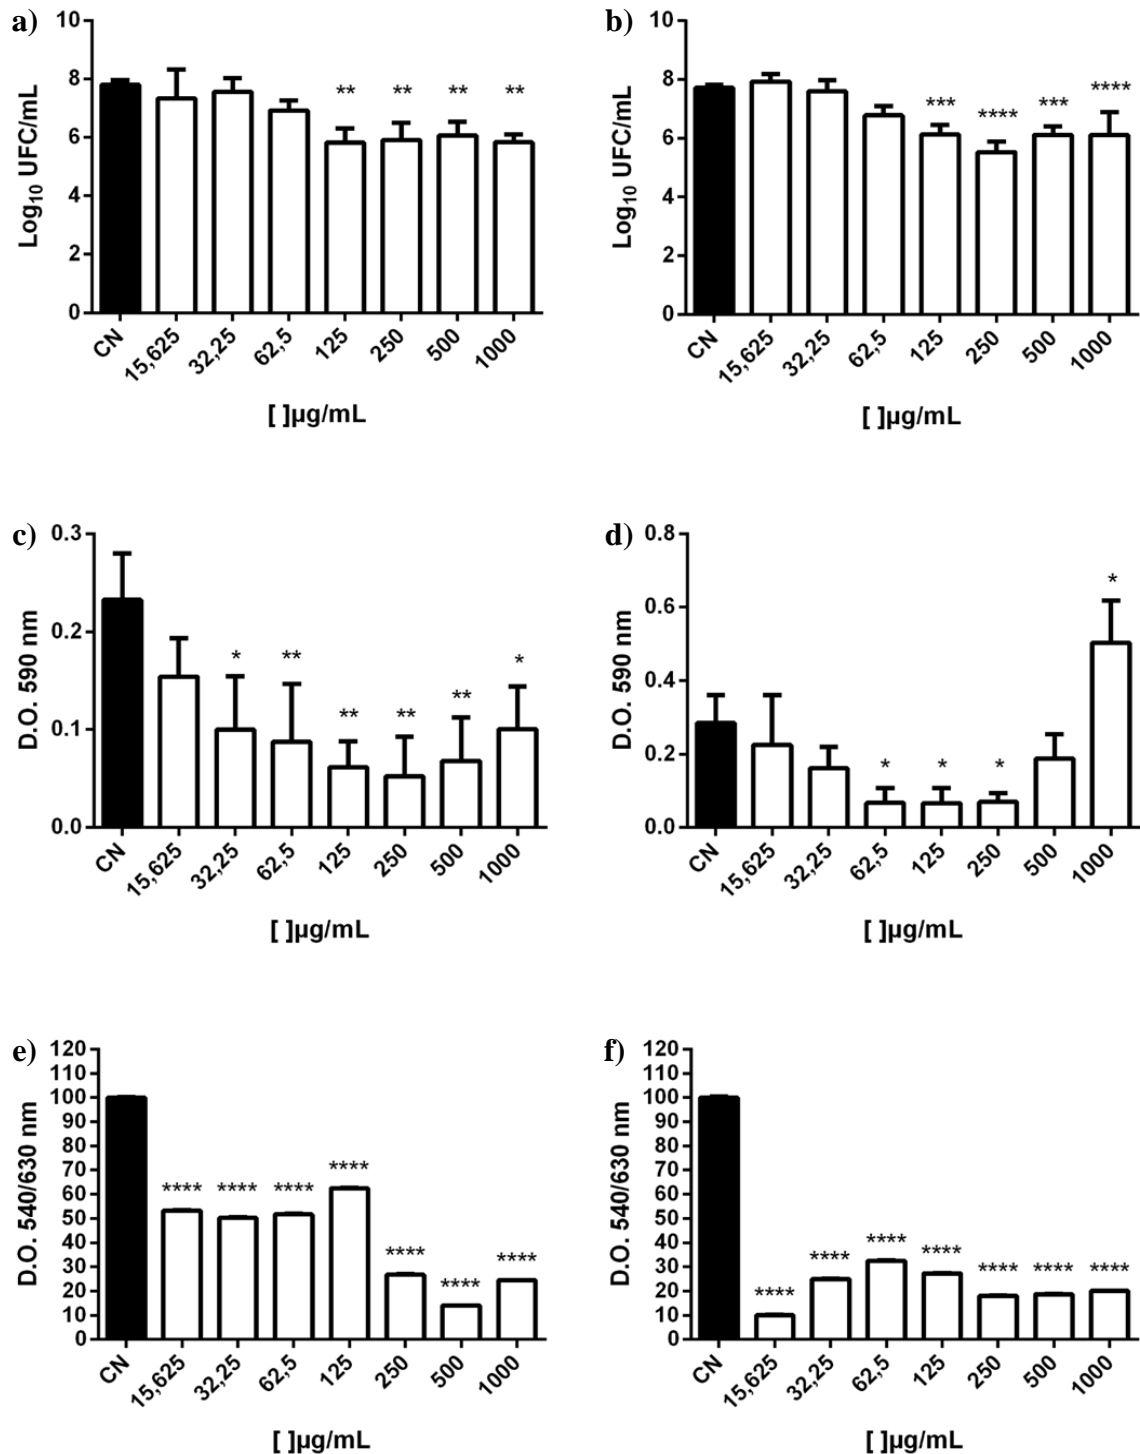 a)
10
8
6
4
2
0
Log10 UFC/mL
** ** ** **
CN 15,625 32,25 62,5 125 250 500 1000
[ ]µg/mL
b)
10
8
6
4
2
0
Log10 UFC/mL
*** **** *** ****
CN 15,625 32,25 62,5 125 250 500 1000
[ ]µg/mL
c)
0.3
0.2
0.1
0.0
D.O. 590 nm
* ** ** ** ** *
CN 15,625 32,25 62,5 125 250 500 1000
[ ]µg/mL
d)
0.8
0.6
0.4
0.2
0.0
D.O. 590 nm
* * * *
CN 15,625 32,25 62,5 125 250 500 1000
[ ]µg/mL
e)
120
110
100
90
80
70
60
50
40
30
20
10
0
D.O. 540/630 nm
**** **** **** **** **** **** ****
CN 15,625 32,25 62,5 125 250 500 1000
[ ]µg/mL
f)
120
110
100
90
80
70
60
50
40
30
20
10
0
D.O. 540/630 nm
**** **** **** **** **** **** ****
CN 15,625 32,25 62,5 125 250 500 1000
[ ]µg/mL